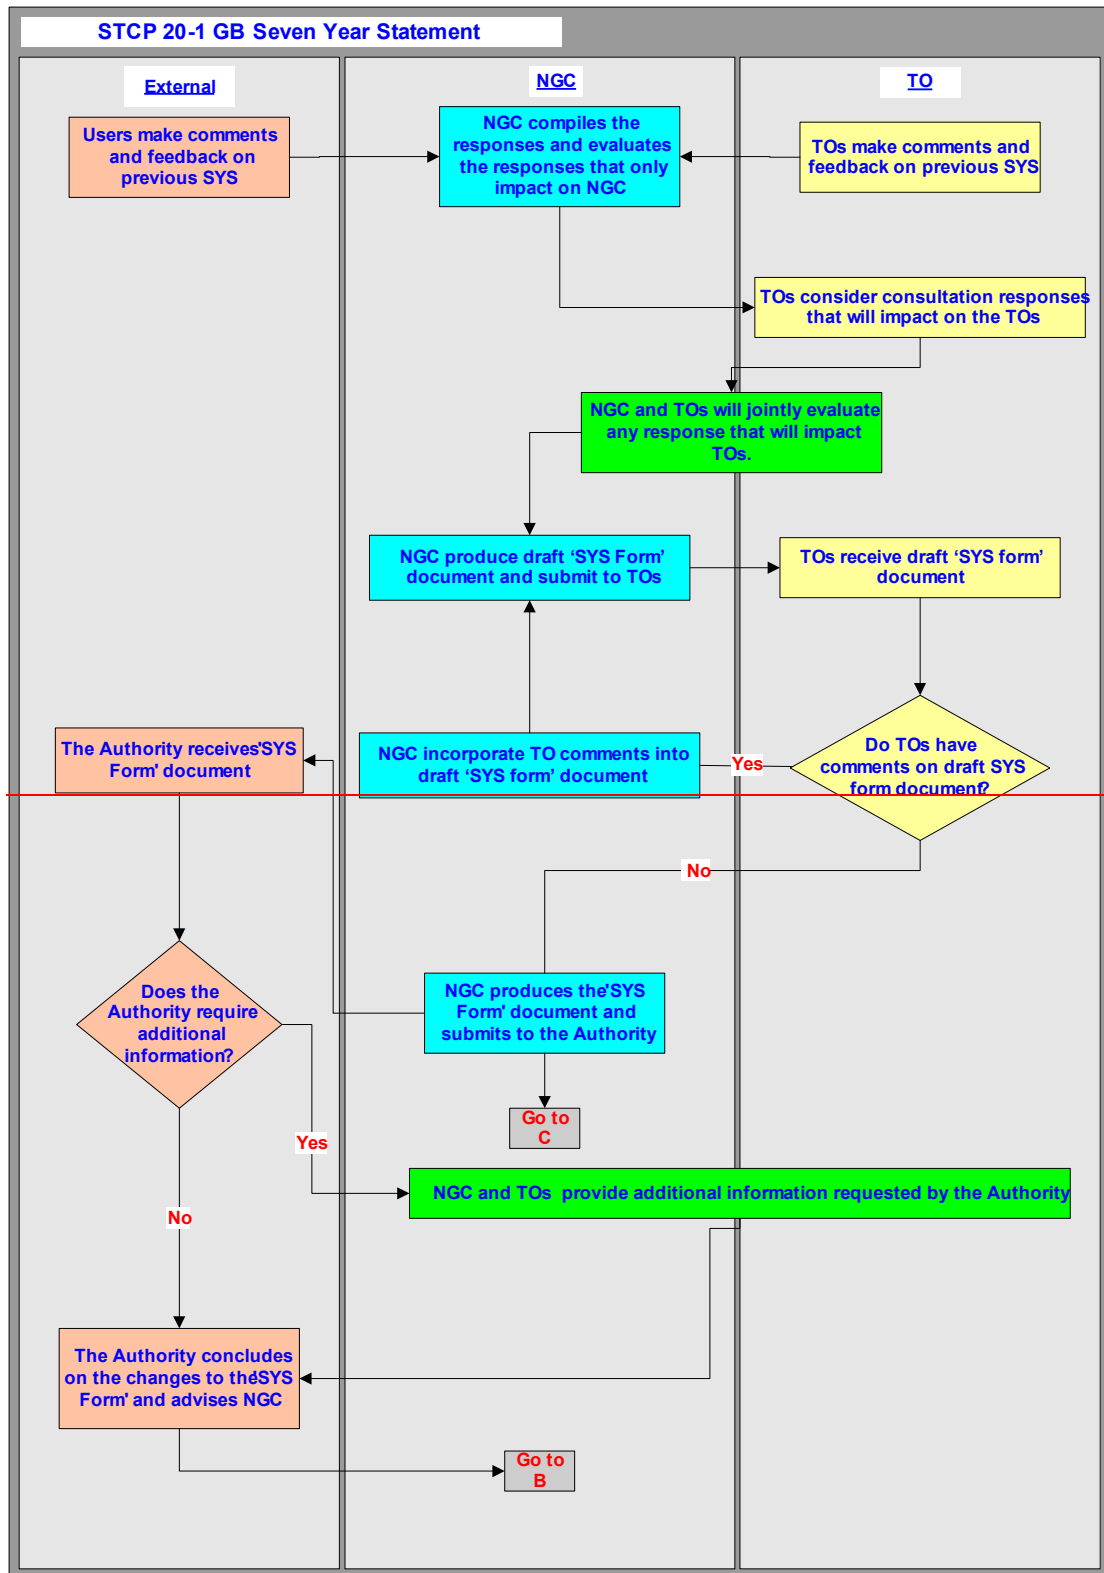 STCP 20-1 GB Seven Year Statement
External
NGC
TO
Users make comments
and feedback on
previous SYS
NGC compiles the
responses and evaluates
the responses that only
impact on NGC
TOs make comments and
feedback on previous SYS
TOs consider consultation responses
that will impact on the TOs
NGC and TOs will jointly evaluate
any response that will impact
TOs.
NGC produce draft ‘SYS Form’
document and submit to TOs
TOs receive draft ‘SYS form’
document
The Authority receives'SYS
Form' document
NGC incorporate TO comments into
draft ‘SYS form’ document
Yes
Do TOs have
comments on draft SYS
form document?
No
Does the
Authority require
additional
information?
NGC produces the'SYS
Form' document and
submits to the Authority
Go to
C
Yes
NGC and TOs provide additional information requested by the Authority
No
The Authority concludes
on the changes to the'SYS
Form' and advises NGC
Go to
B